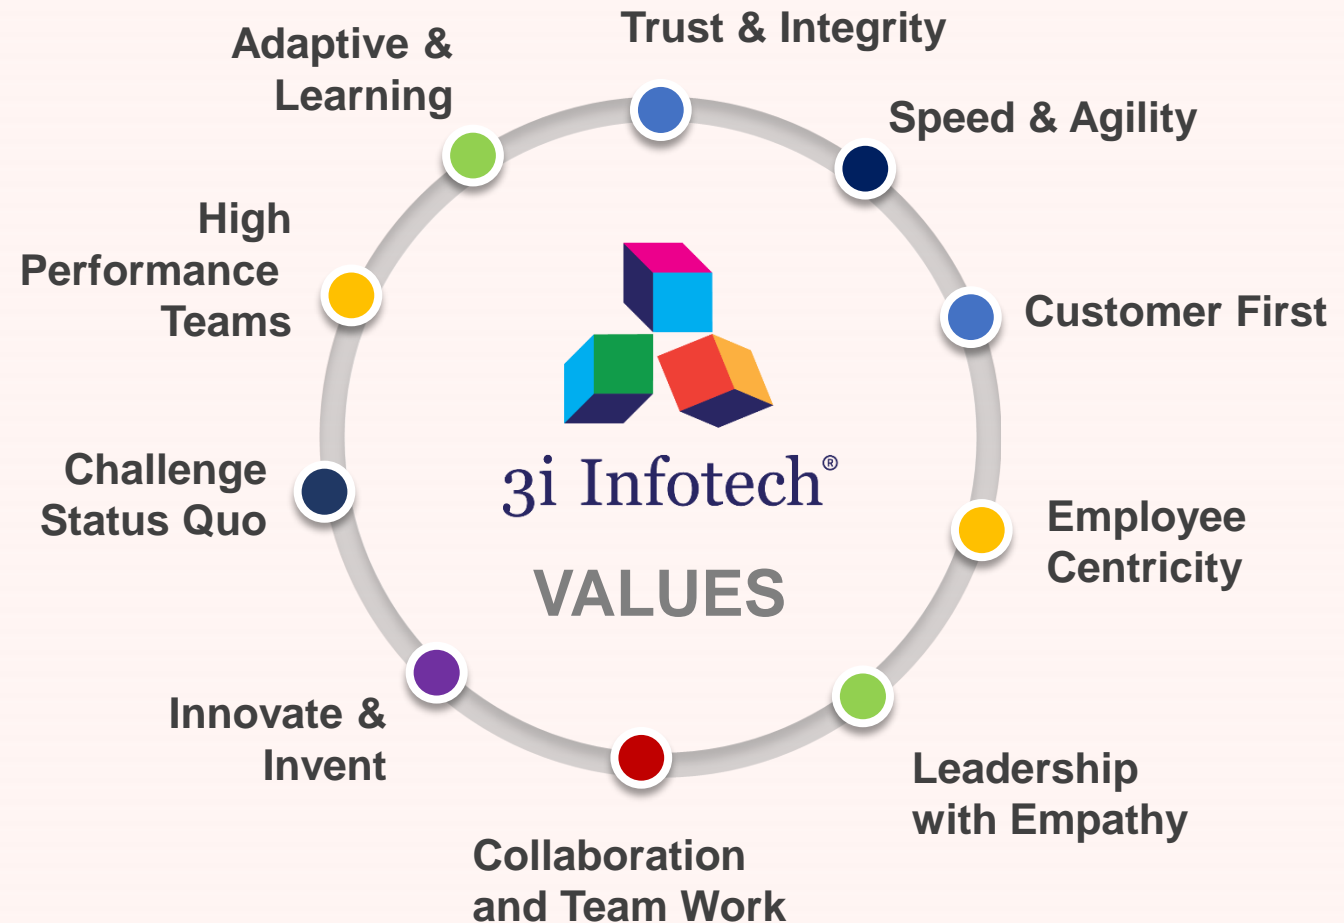 Trust & Integrity
Adaptive &
Learning
Speed & Agility
High
Performance
Teams
Customer First
3i Infotech®
Challenge
Status Quo
Employee
Centricity
VALUES
Innovate &
Invent
Leadership
with Empathy
Collaboration
and Team Work